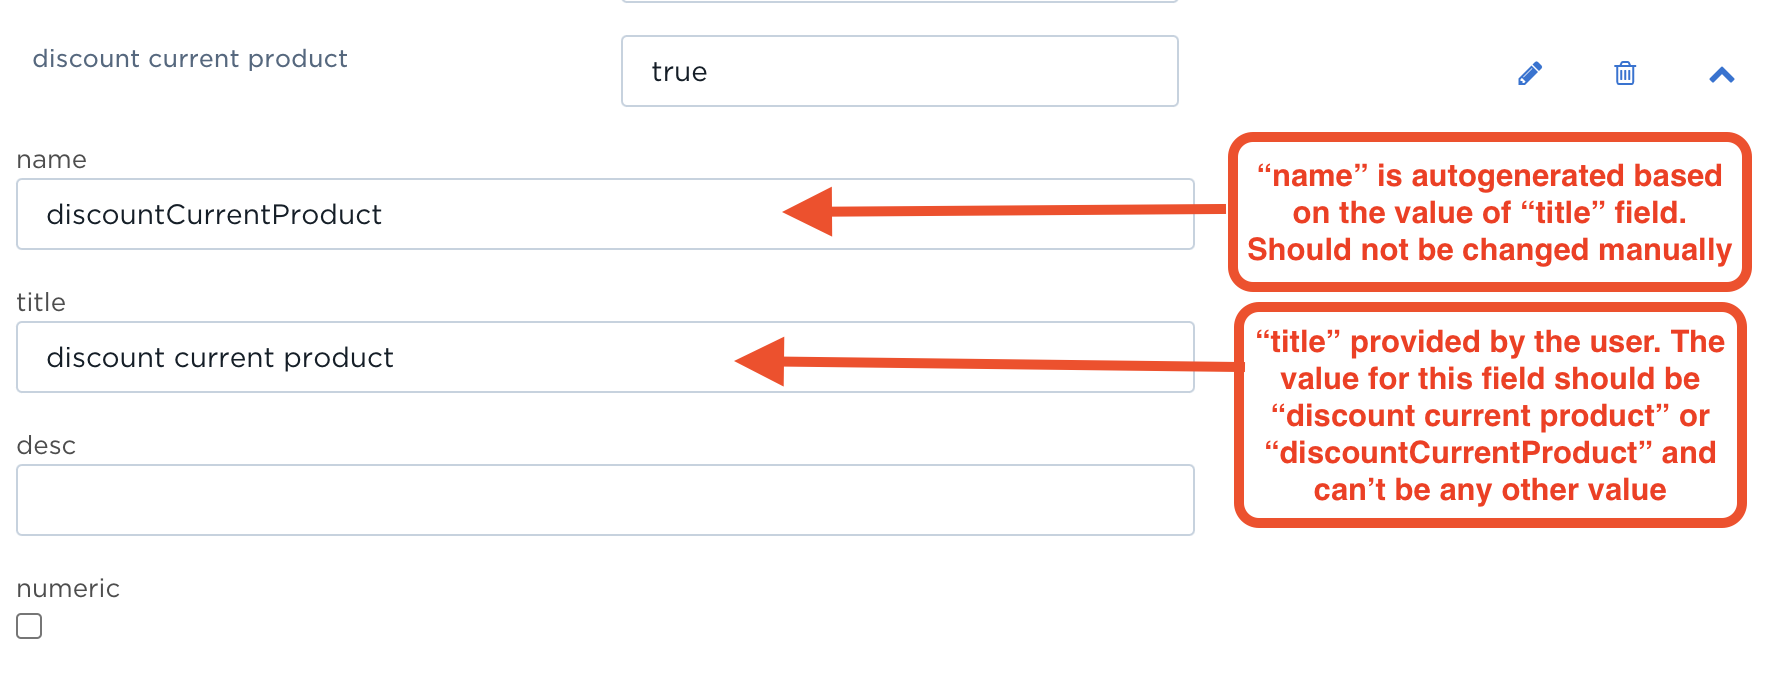 discount current product
true
name
discountCurrentProduct
“name” is autogenerated based
on the value of “title” field.
Should not be changed manually
title
discount current product
“title” provided by the user. The
value for this field should be
“discount current product” or
“discountCurrentProduct” and
can’t be any other value
desc
numeric